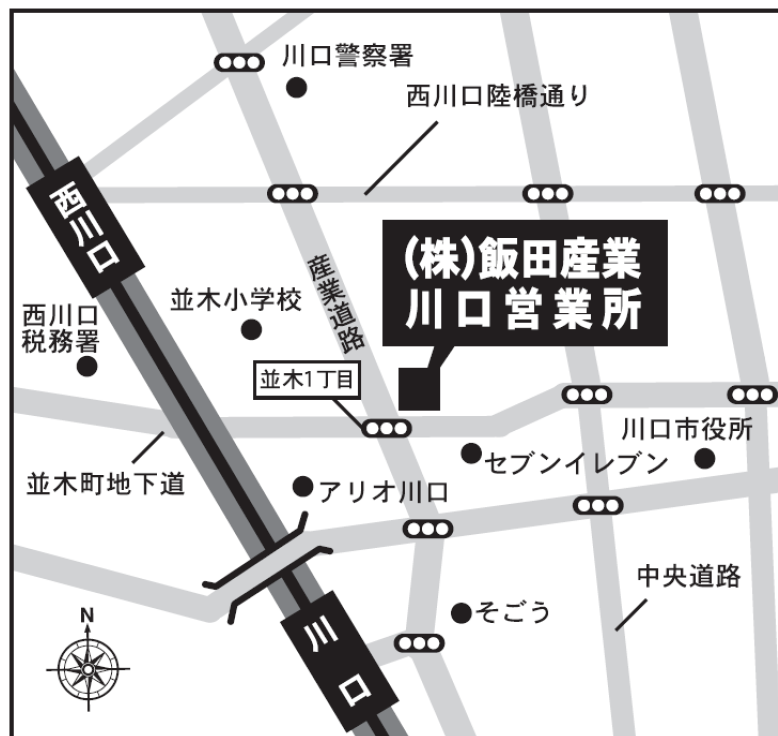 川口警察署
西川口陸橋通り
西川口
(株)飯田産業
川口営業所
産業道路
並木小学校
西川口
税務署
並木1丁目
川口市役所
セブンイレブン
並木町地下道
アリオ川口
中央道路
そごう
N
川口